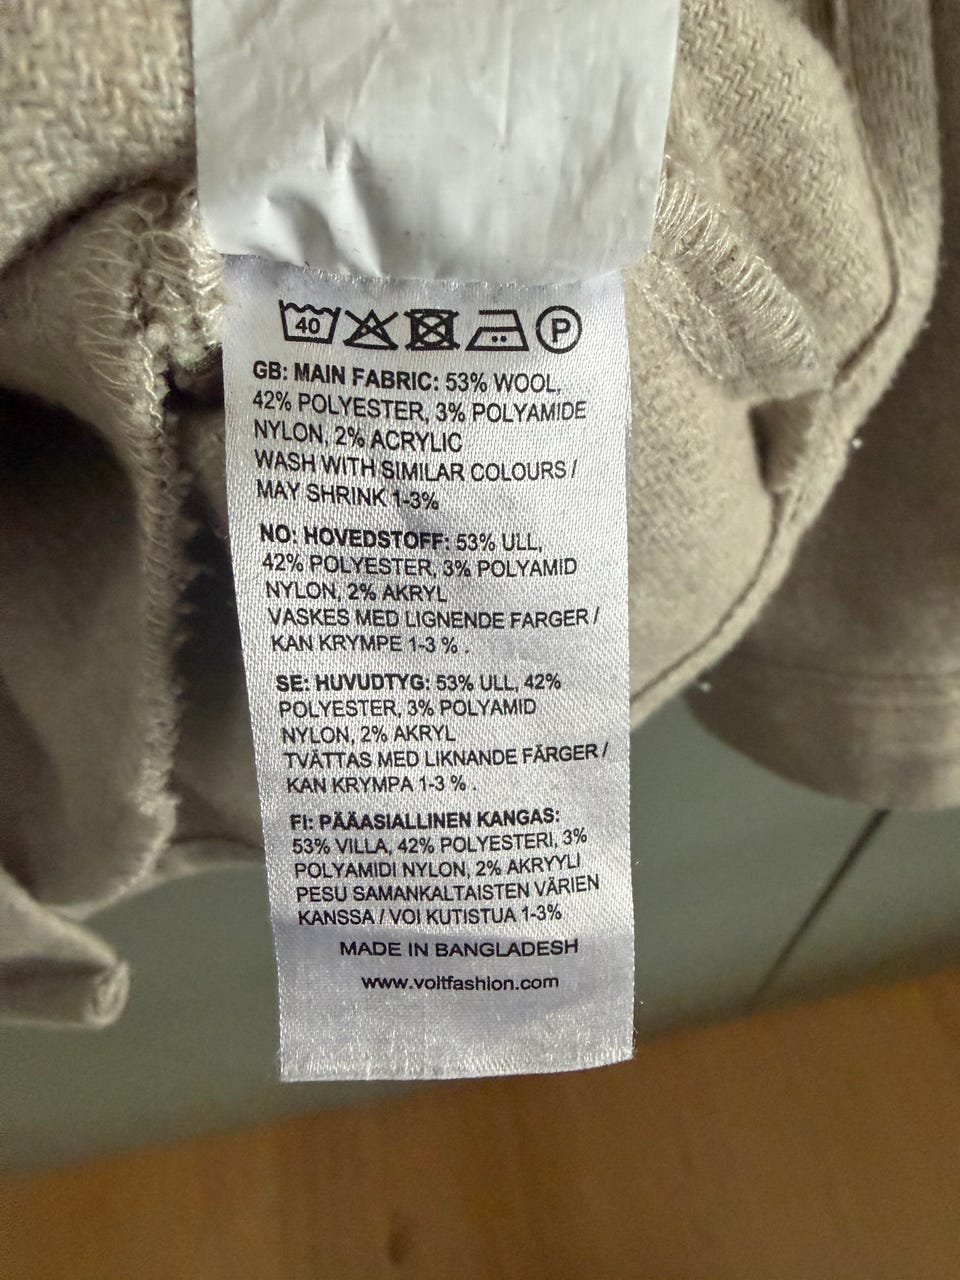 40 P
GB: MAIN FABRIC: 53% WOOL,
42% POLYESTER, 3% POLYAMIDE
NYLON, 2% ACRYLIC
WASH WITH SIMILAR COLOURS /
MAY SHRINK 1-3%
NO: HOVEDSTOFF: 53% ULL,
42% POLYESTER, 3% POLYAMID
NYLON, 2% AKRYL
VASKES MED LIGNENDE FARGER /
KAN KRYMPE 1-3 % .
SE: HUVUDTYG: 53% ULL, 42%
POLYESTER, 3% POLYAMID
NYLON, 2% AKRYL
TVÄTTAS MED LIKNANDE FÄRGER /
KAN KRYMPA 1-3 % .
FI: PÄÄASIALLINEN KANGAS:
53% VILLA, 42% POLYESTERI, 3%
POLYAMIDI NYLON, 2% AKRYYLI
PESU SAMANKALTAISTEN VÄRIEN
KANSSA / VOI KUTISTUA 1-3%
MADE IN BANGLADESH
www.voltfashion.com